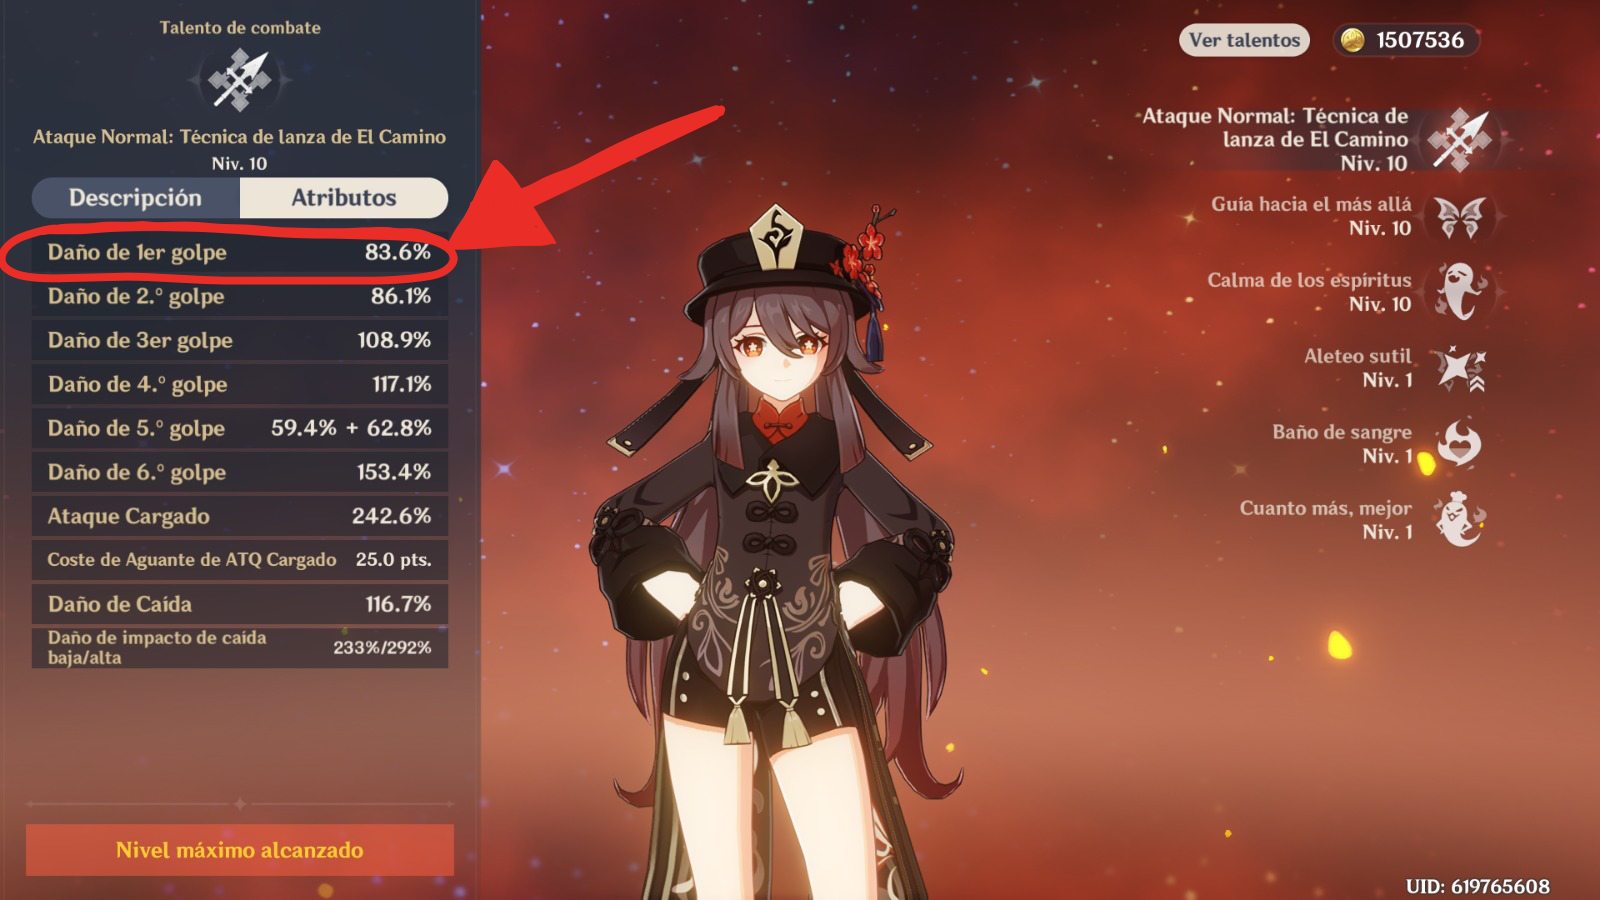 Talento de combate
Ataque Normal: Técnica de lanza de El Camino
Niv. 10
Descripción Atributos
Daño de 1er golpe 83.6%
Daño de 2.º golpe 86.1%
Daño de 3er golpe 108.9%
Daño de 4.º golpe 117.1%
Daño de 5.º golpe 59.4% + 62.8%
Daño de 6.º golpe 153.4%
Ataque Cargado 242.6%
Coste de Aguante de ATQ Cargado 25.0 pts.
Daño de Caída 116.7%
Daño de impacto de caída
baja/alta 233%/292%
Nivel máximo alcanzado
Ver talentos 1507536
Ataque Normal: Técnica de
lanza de El Camino
Niv. 10
Guía hacia el más allá
Niv. 10
Calma de los espíritus
Niv. 10
Aleteo sutil
Niv. 1
Baño de sangre
Niv. 1
Cuanto más, mejor
Niv. 1
UID: 619765608